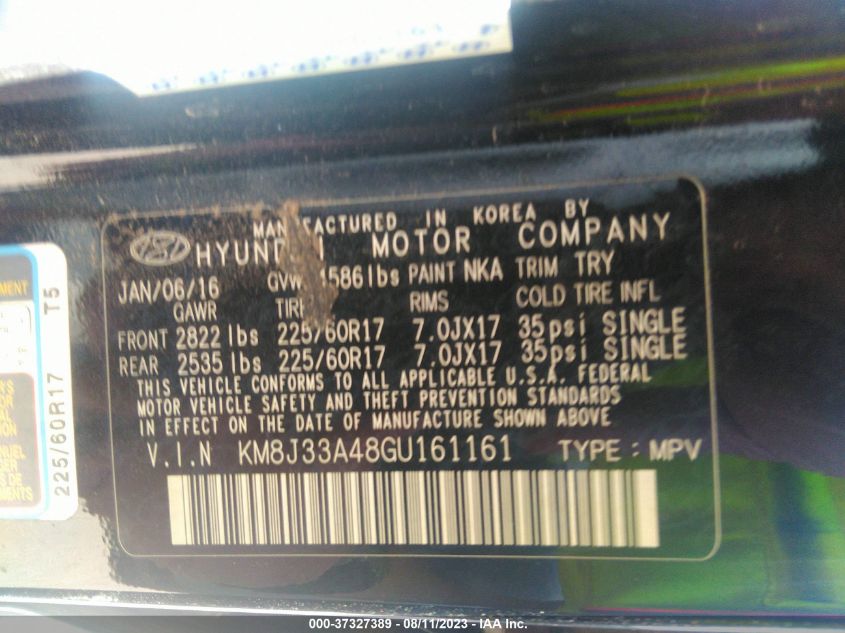 MANUFACTURED IN KOREA BY
HYUNDAI MOTOR COMPANY
JAN/06/16 PAINT NKA TRIM TRY
GAWR TIRE RIMS COLD TIRE INFL
FRONT 2822 lbs 225/60R17 7.0JX17 35psi SINGLE
REAR 2535 lbs 225/60R17 7.0JX17 35psi SINGLE
THIS VEHICLE CONFORMS TO ALL APPLICABLE U.S.A. FEDERAL
MOTOR VEHICLE SAFETY AND THEFT PREVENTION STANDARDS
IN EFFECT ON THE DATE OF MANUFACTURE SHOWN ABOVE
V.I.N KM8J33A48GU161161 TYPE : MPV
225/60R17 T5
000-37327389 - 08/11/2023 - IAA Inc.